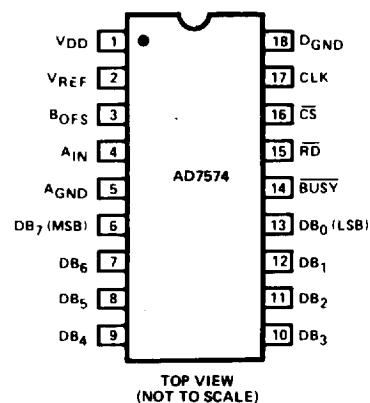 VDD 1 18 DGND
VREF 2 17 CLK
BOFS 3 16 CS
AIN 4 15 RD
AGND 5 AD7574 14 BUSY
DB7 (MSB) 6 13 DB0 (LSB)
DB6 7 12 DB1
DB5 8 11 DB2
DB4 9 10 DB3
TOP VIEW
(NOT TO SCALE)